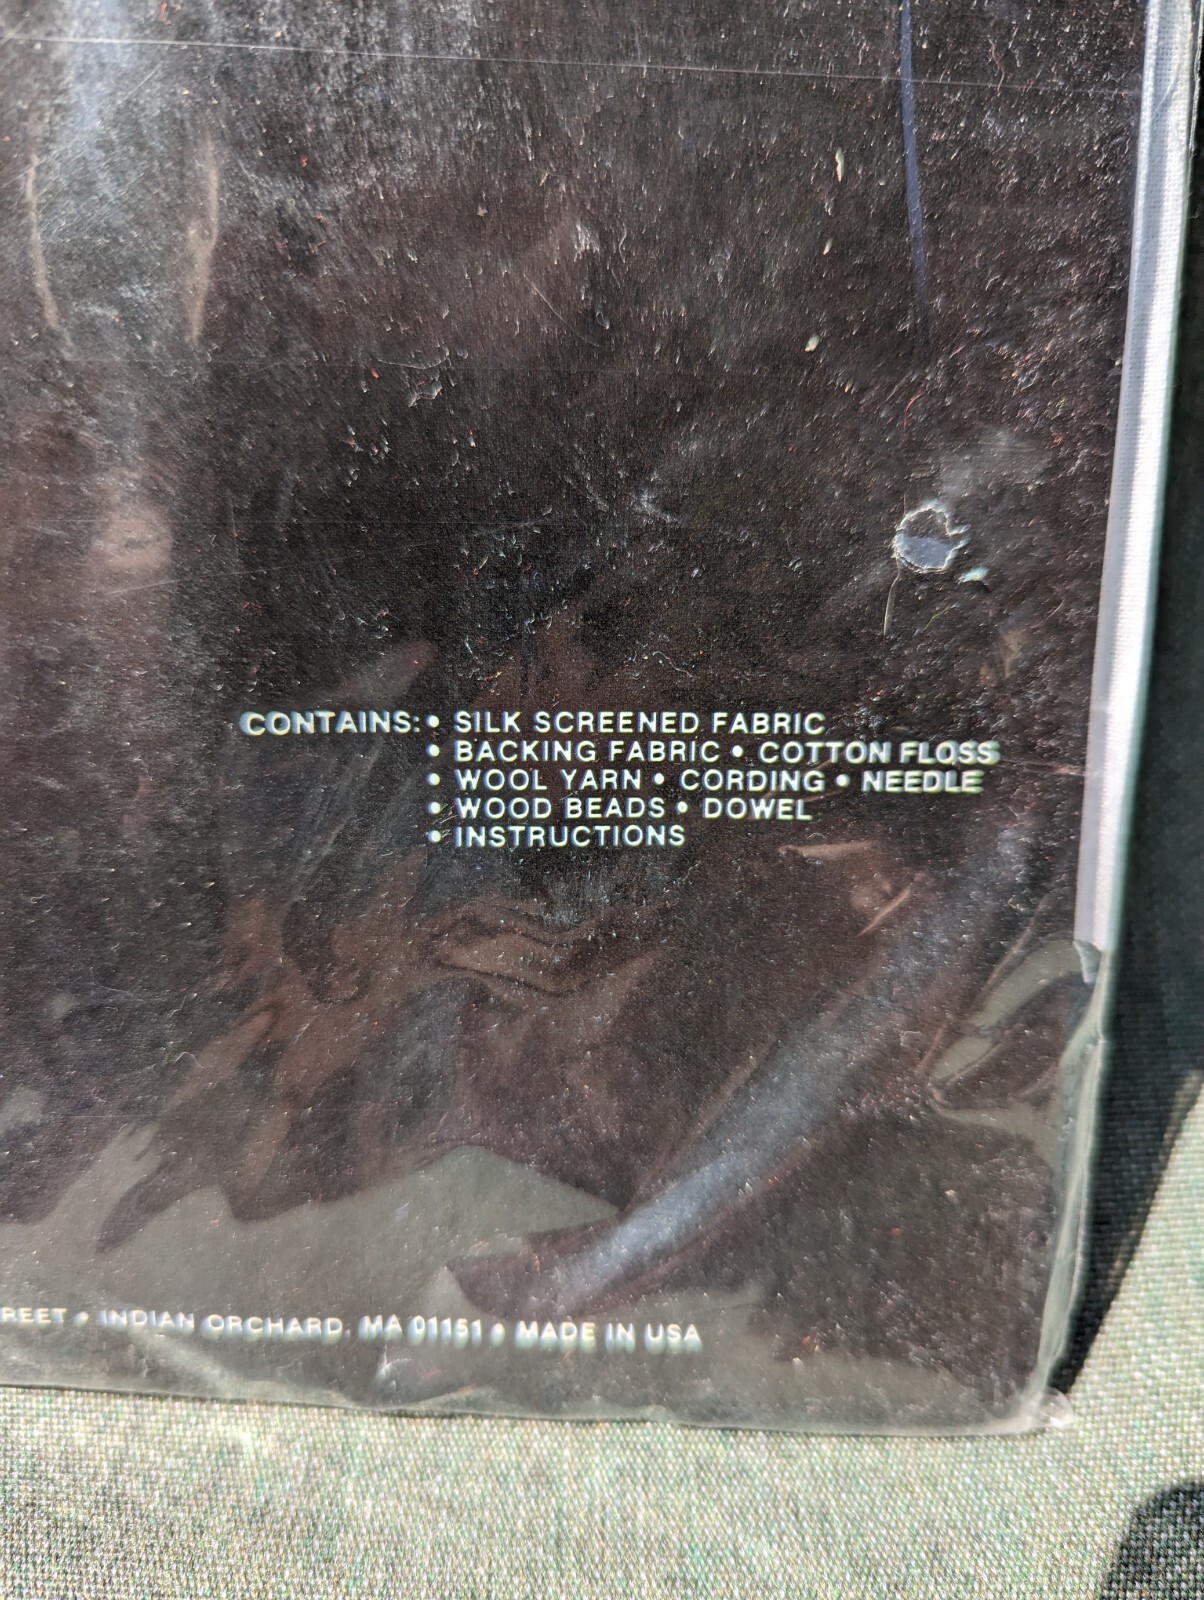 CONTAINS: • SILK SCREENED FABRIC
• BACKING FABRIC • COTTON FLOSS
• WOOL YARN • CORDING • NEEDLE
• WOOD BEADS • DOWEL
• INSTRUCTIONS
REET • INDIAN ORCHARD, MA 01151 • MADE IN USA